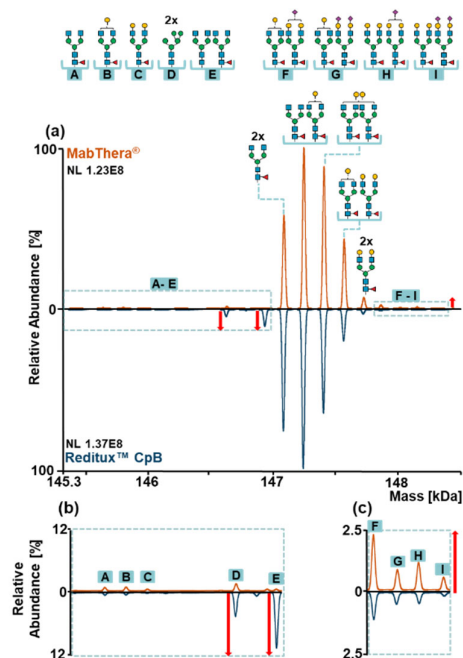 2x
A B C D E F G H I
(a)
100
MabThera®
NL 1.23E8
2x
2x
A- E
F - I
0
Relative Abundance [%]
NL 1.37E8
Reditux™ CpB
100
145.3 146 147 148
Mass [kDa]
(b)
(c)
12
A B C D E
0
12
Relative
Abundance [%]
2.5
F
G H I
0
2.5